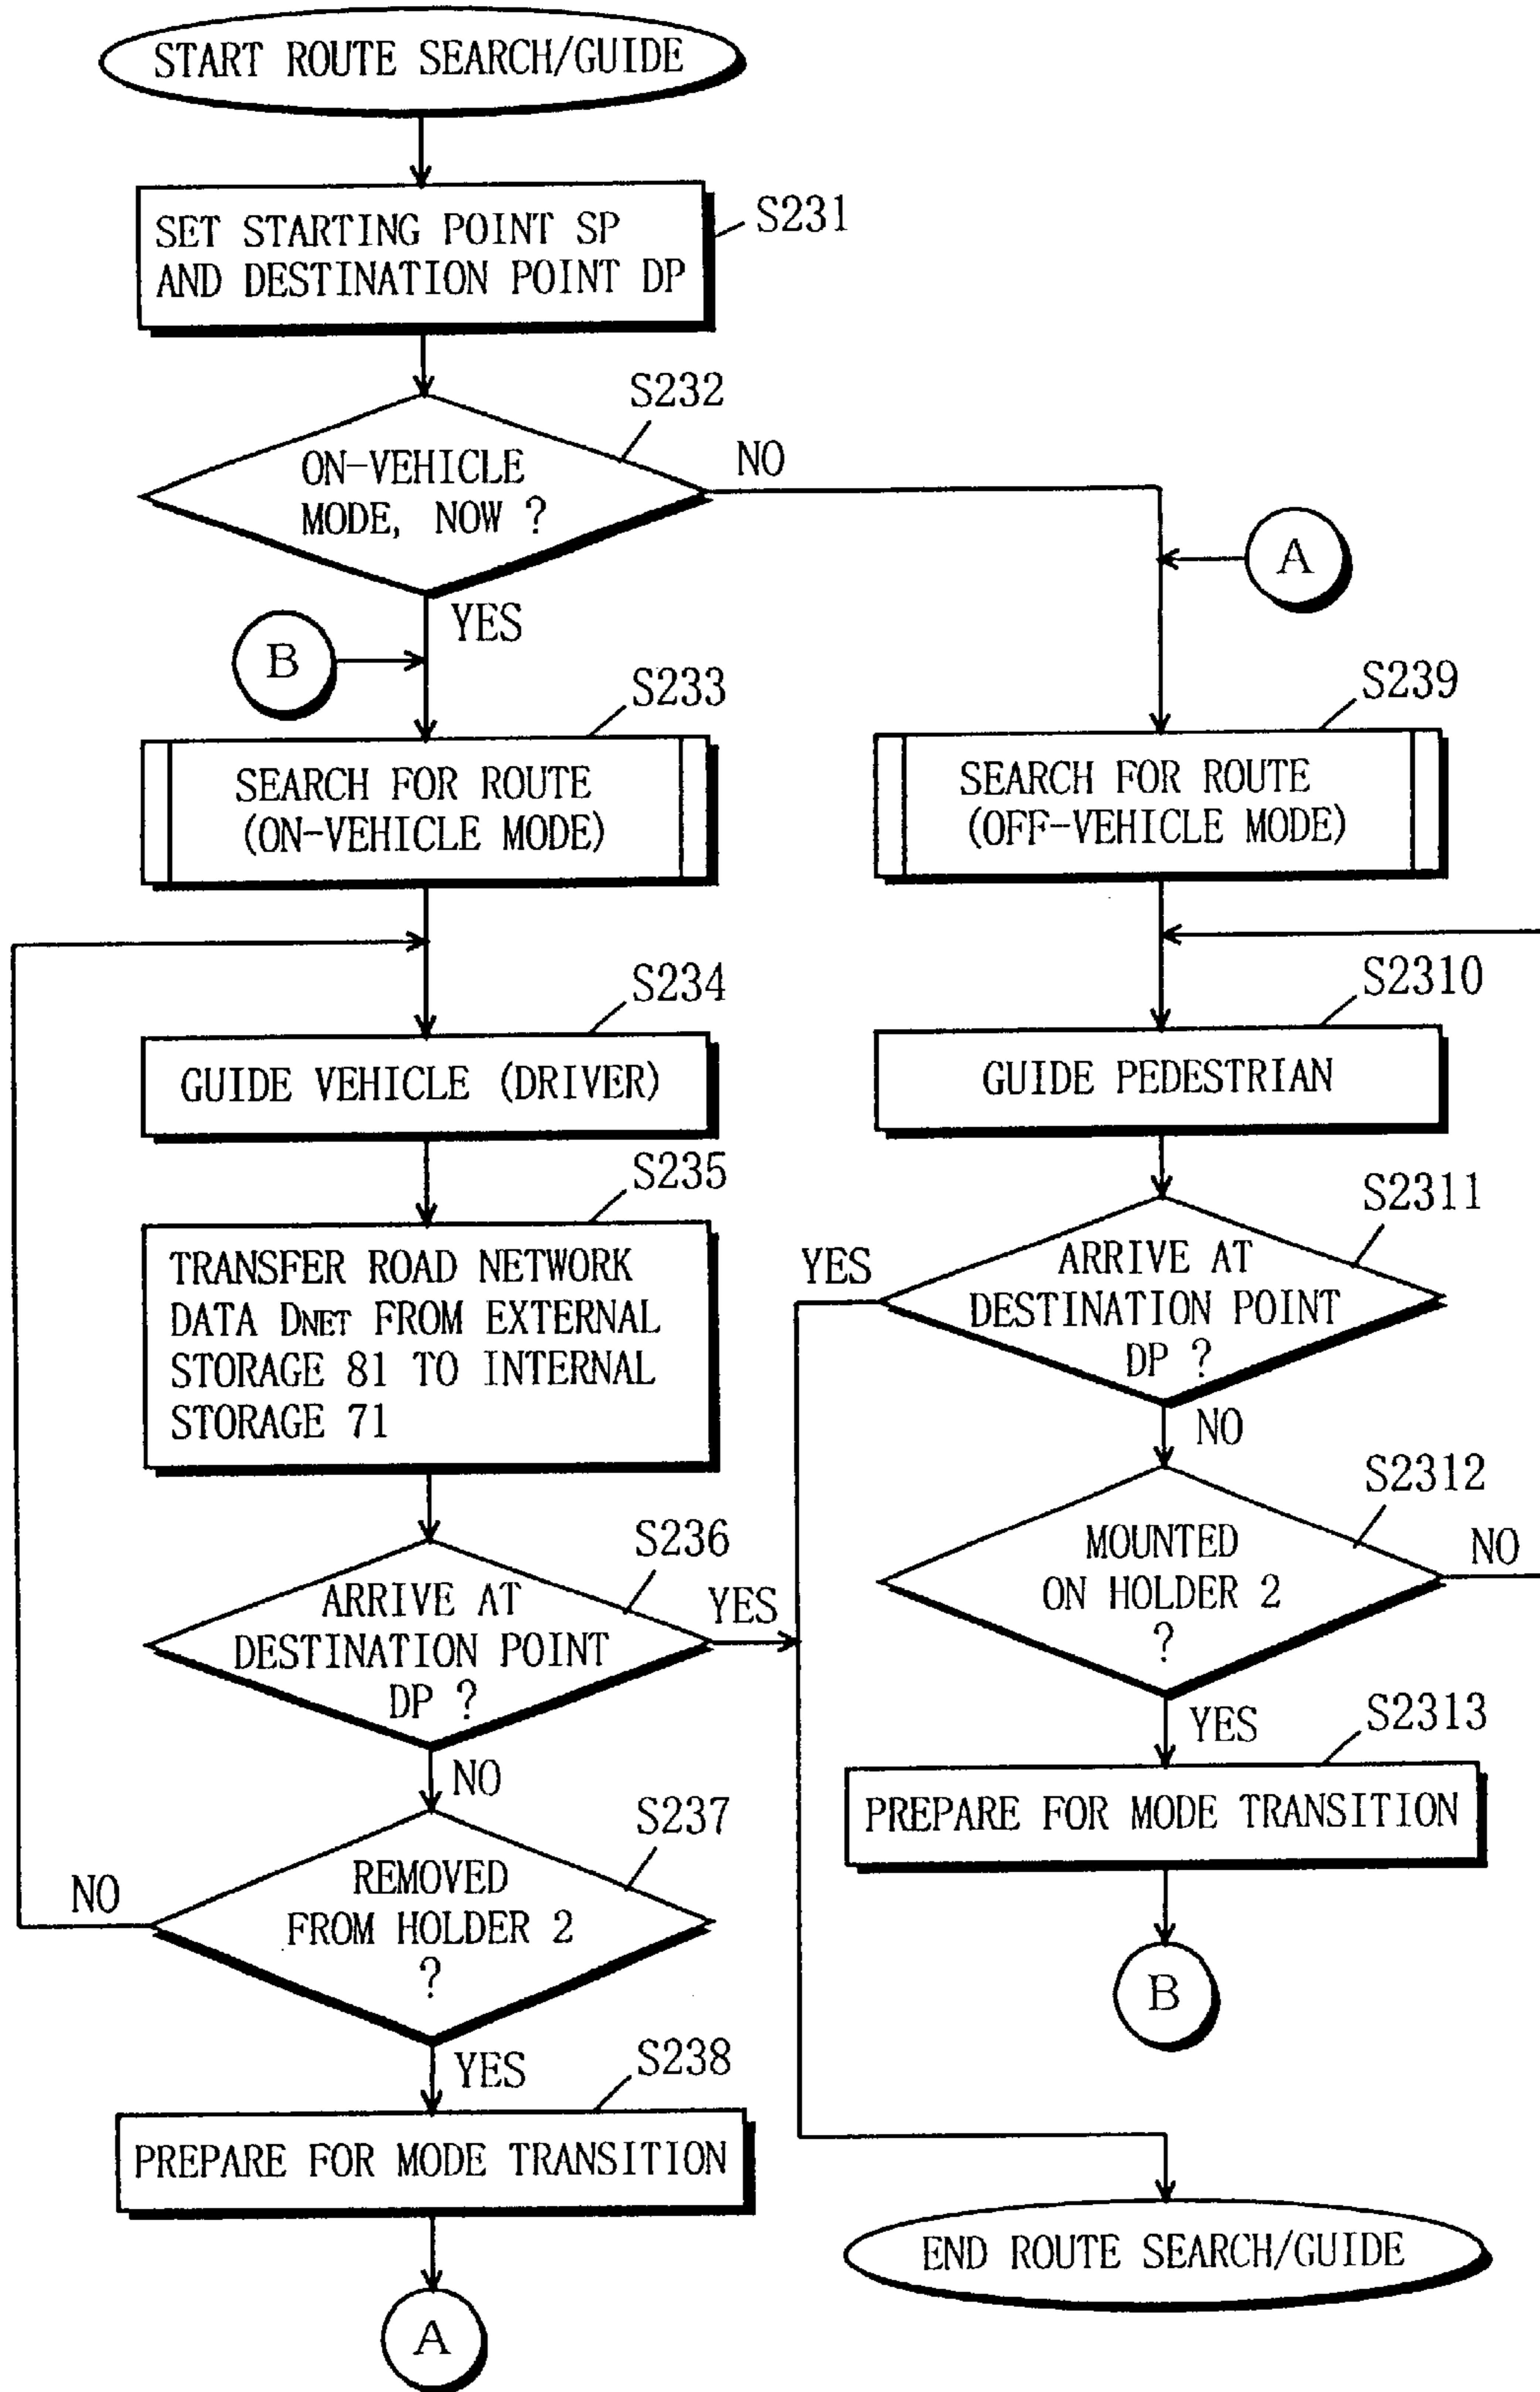 START ROUTE SEARCH/GUIDE
SET STARTING POINT SP
AND DESTINATION POINT DP
S231
S232
ON-VEHICLE
MODE, NOW ?
NO
YES
A
B
S233
SEARCH FOR ROUTE
(ON-VEHICLE MODE)
S239
SEARCH FOR ROUTE
(OFF-VEHICLE MODE)
S234
GUIDE VEHICLE (DRIVER)
S2310
GUIDE PEDESTRIAN
S235
TRANSFER ROAD NETWORK
DATA DNET FROM EXTERNAL
STORAGE 81 TO INTERNAL
STORAGE 71
S2311
YES
ARRIVE AT
DESTINATION POINT
DP ?
NO
S236
ARRIVE AT
DESTINATION POINT
DP ?
YES
NO
S2312
MOUNTED
ON HOLDER 2
?
NO
YES
S237
REMOVED
FROM HOLDER 2
?
NO
YES
S2313
PREPARE FOR MODE TRANSITION
B
S238
PREPARE FOR MODE TRANSITION
A
END ROUTE SEARCH/GUIDE